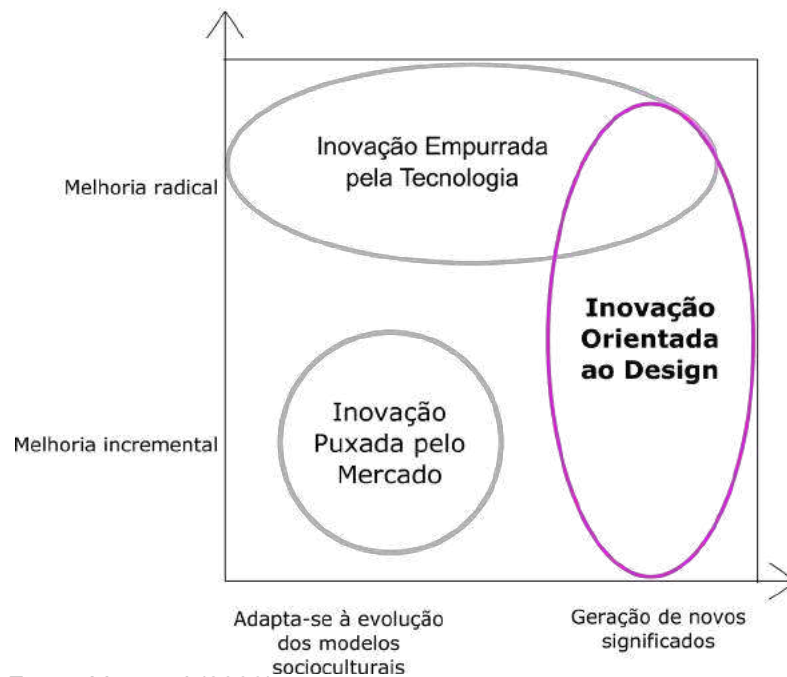 Inovação Empurrada
pela Tecnologia
Melhoria radical
Inovação
Orientada
ao Design
Inovação
Puxada pelo
Mercado
Melhoria incremental
Adapta-se à evolução
dos modelos
socioculturais
Geração de novos
significados